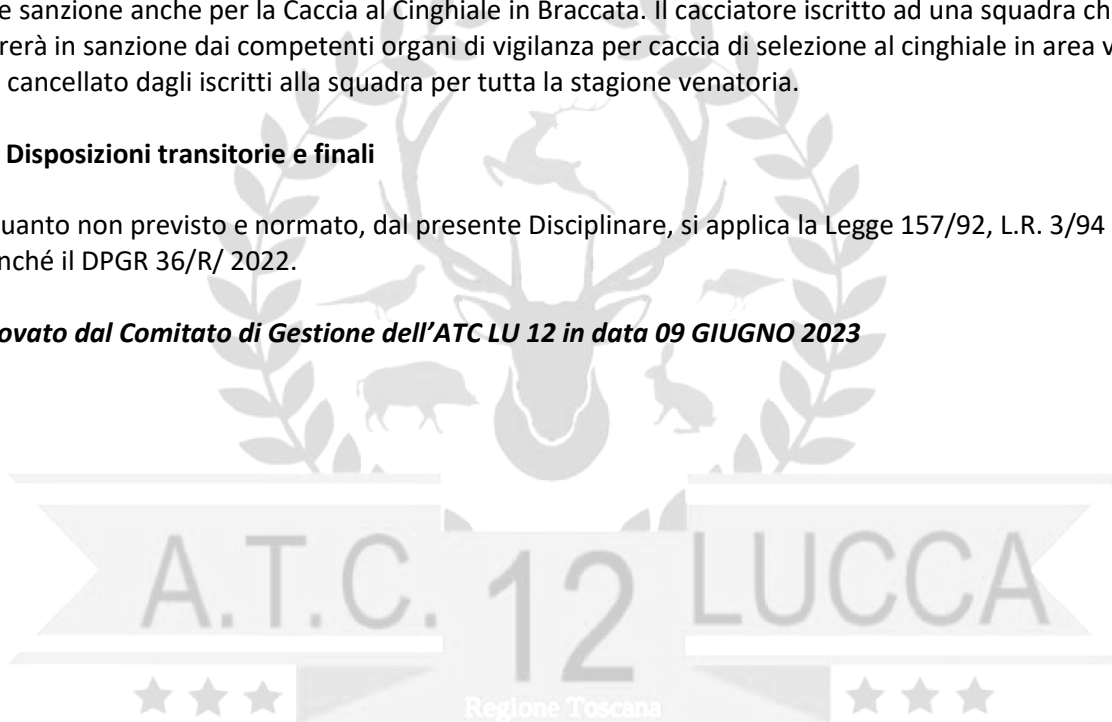 e sanzione anche per la Caccia al Cinghiale in Braccata. Il cacciatore iscritto ad una squadra ch
rerà in sanzione dai competenti organi di vigilanza per caccia di selezione al cinghiale in area v
cancellato dagli iscritti alla squadra per tutta la stagione venatoria.
Disposizioni transitorie e finali
uanto non previsto e normato, dal presente Disciplinare, si applica la Legge 157/92, L.R. 3/94
nché il DPGR 36/R/ 2022.
ovato dal Comitato di Gestione dell’ATC LU 12 in data 09 GIUGNO 2023
A.T.C. 12 LUCCA
Regione Toscana